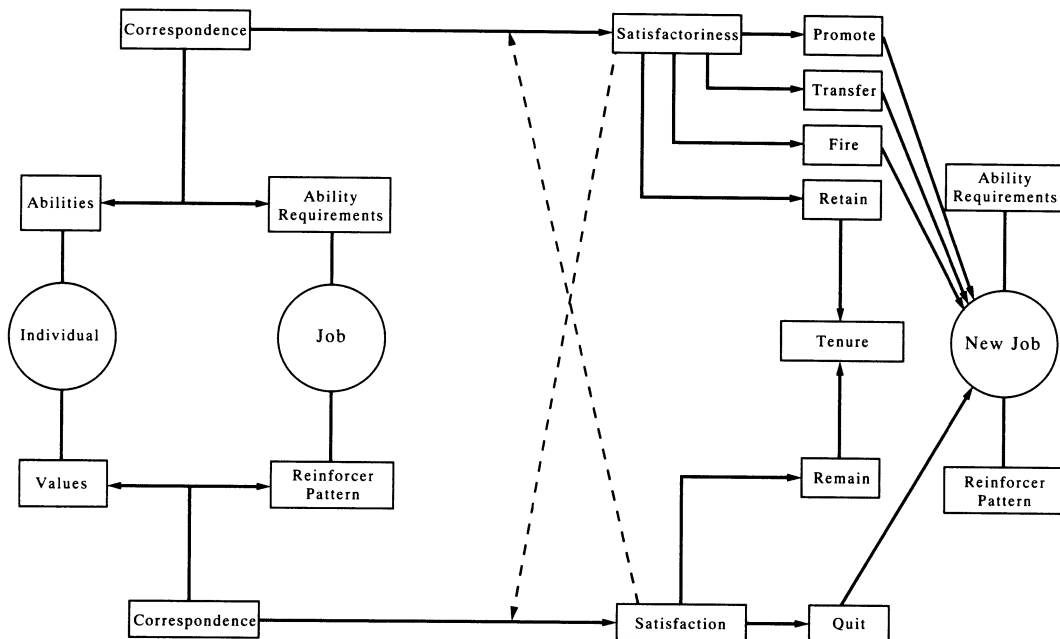 Correspondence
Satisfactoriness
Promote
Transfer
Fire
Retain
Abilities
Ability
Requirements
Ability
Requirements
Individual
Job
Tenure
New Job
Values
Reinforcer
Pattern
Remain
Reinforcer
Pattern
Correspondence
Satisfaction
Quit